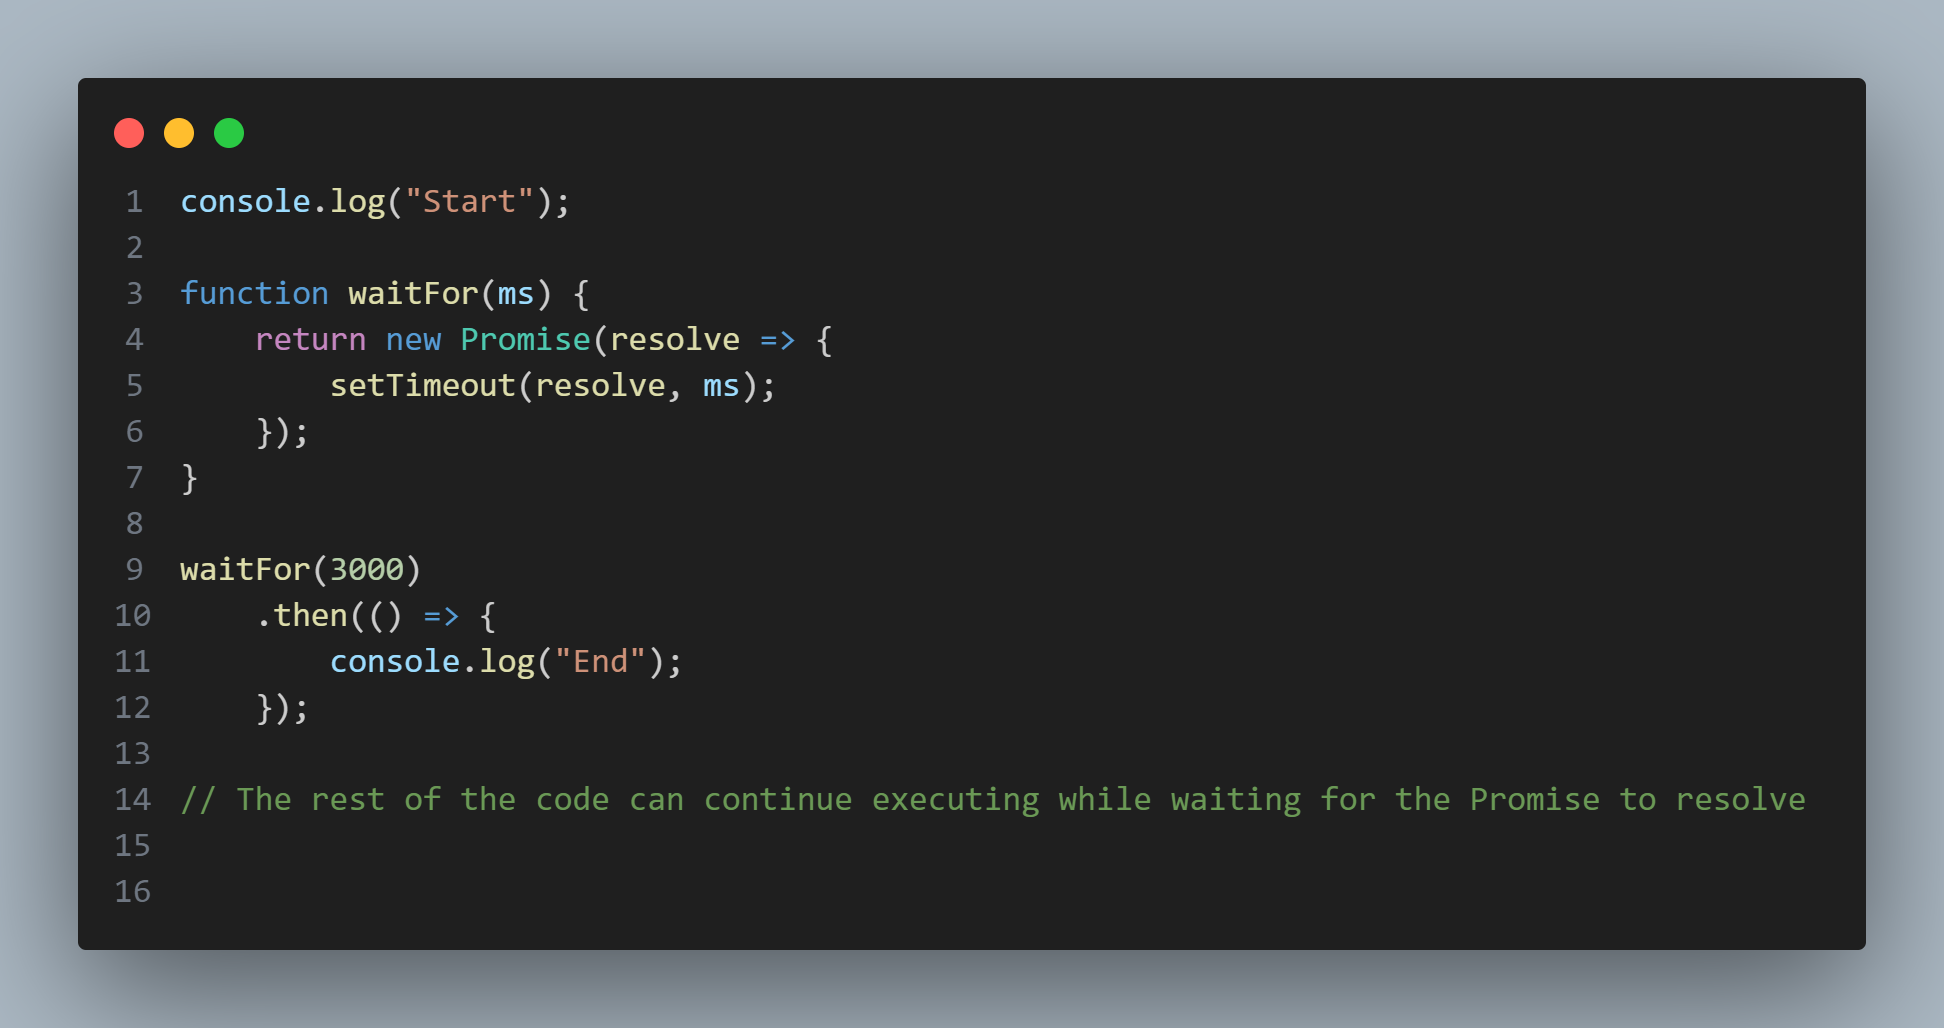 1 console.log("Start");
2
3 function waitFor(ms) {
4     return new Promise(resolve => {
5         setTimeout(resolve, ms);
6     });
7 }
8
9 waitFor(3000)
10     .then(() => {
11         console.log("End");
12     });
13
14 // The rest of the code can continue executing while waiting for the Promise to resolve
15
16